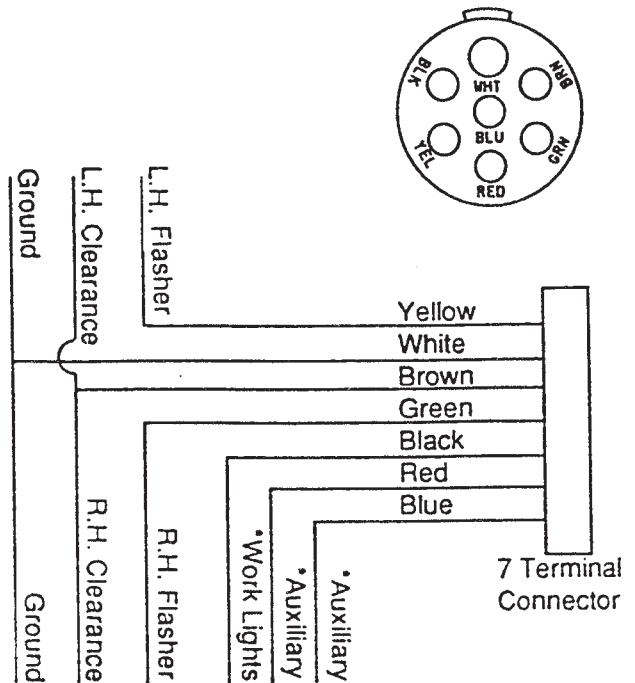 BLK
WHT
BRN
BLU
YEL
GRN
RED
Ground
L.H. Clearance
L.H. Flasher
Yellow
White
Brown
Green
Black
Red
Blue
7 Terminal
Connector
Ground
R.H. Clearance
R.H. Flasher
*Work Lights
*Auxiliary
*Auxiliary